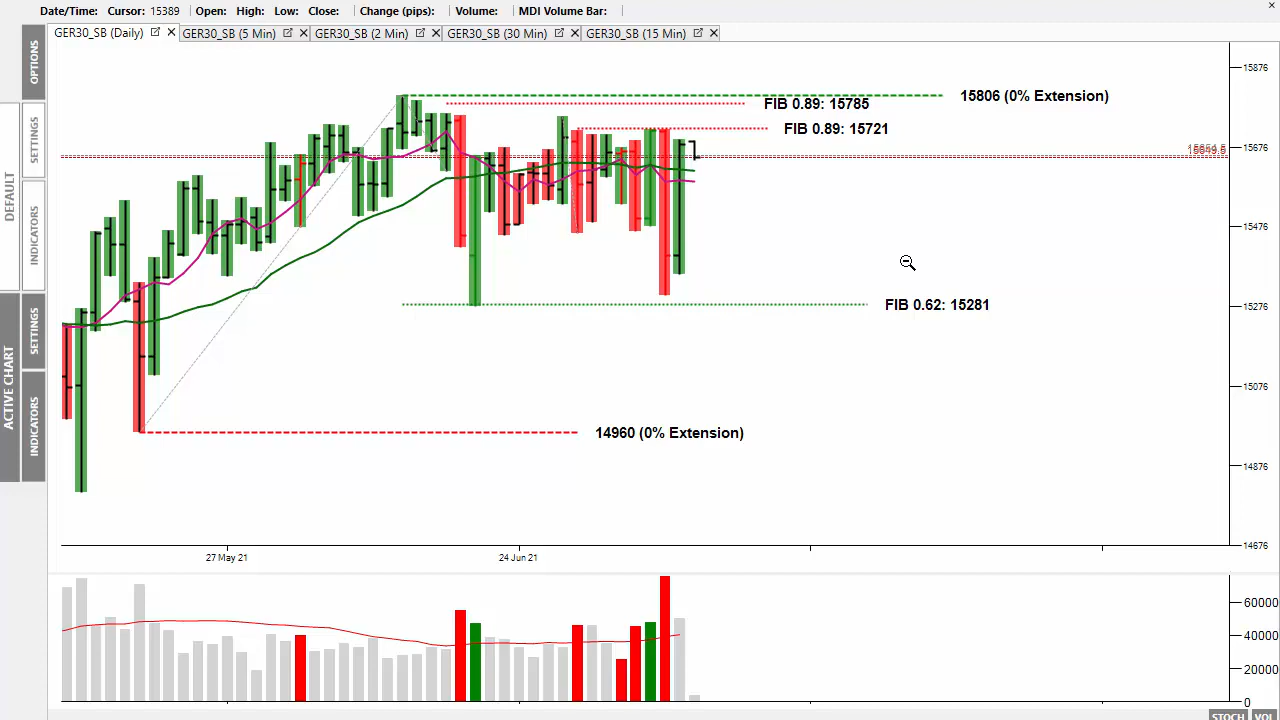 Date/Time: Cursor: 15389 Open: High: Low: Close: Change (pips): Volume: MDI Volume Bar:
GER30_SB (Daily) GER30_SB (5 Min) GER30_SB (2 Min) GER30_SB (30 Min) GER30_SB (15 Min)
OPTIONS
SETTINGS
DEFAULT
INDICATORS
SETTINGS
ACTIVE CHART
INDICATORS
15806 (0% Extension)
FIB 0.89: 15785
FIB 0.89: 15721
FIB 0.62: 15281
14960 (0% Extension)
15876
15676
15476
15276
15076
14876
14676
27 May 21
24 Jun 21
60000
40000
20000
0
STOCH VOL